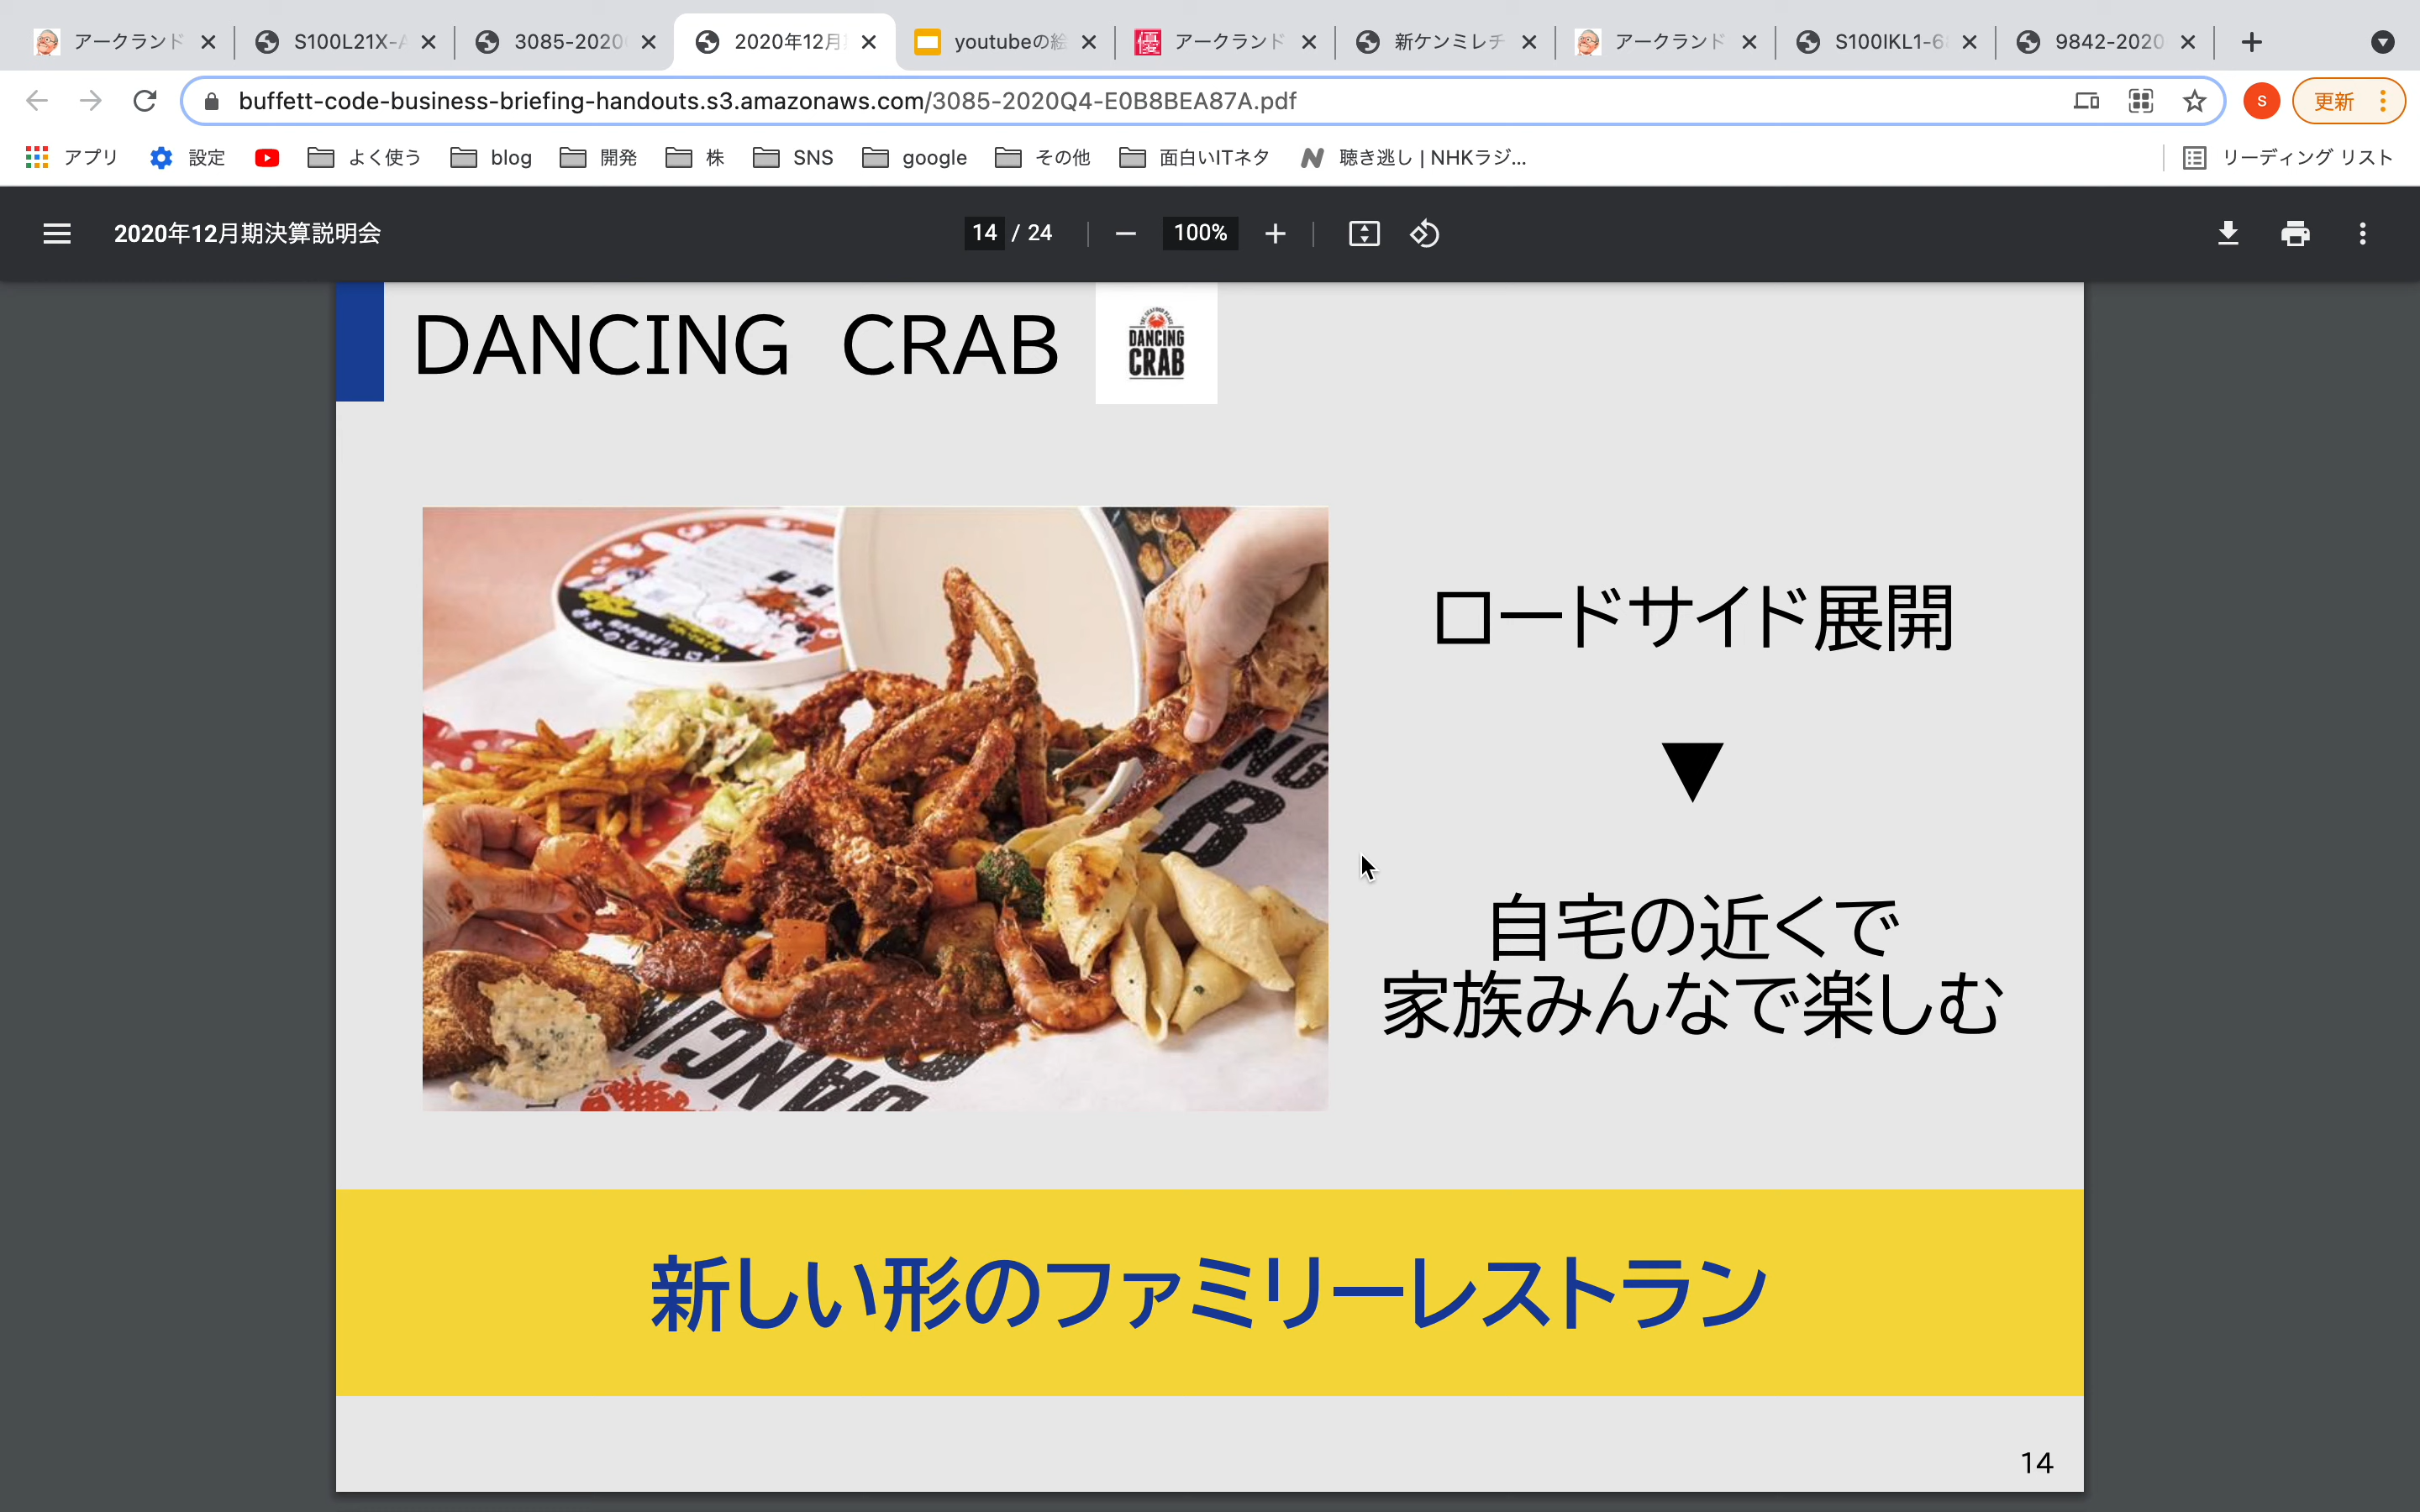 アークランド
S100L21X-A
3085-2020
2020年12月
youtubeの絵
優
アークランド
新ケンミレチ
アークランド
S100IKL1-6
9842-2020
buffett-code-business-briefing-handouts.s3.amazonaws.com/3085-2020Q4-E0B8BEA87A.pdf
S
更新
アプリ
設定
よく使う
blog
開発
株
SNS
google
その他
面白いITネタ
聴き逃し | NHKラジ...
リーディング リスト
2020年12月期決算説明会
14 / 24
100%
DANCING CRAB
DANCING
CRAB
ロードサイド展開
▼
自宅の近くで
家族みんなで楽しむ
新しい形のファミリーレストラン
14